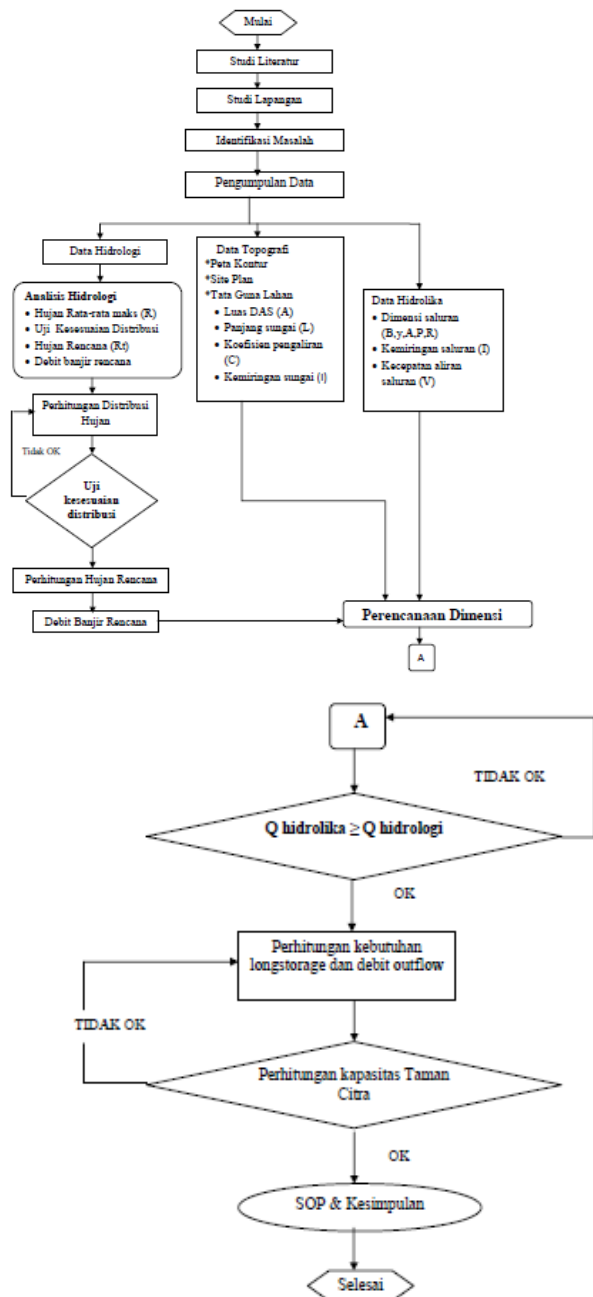 Mulai
Studi Literatur
Studi Lapangan
Identifikasi Masalah
Pengumpulan Data
Data Hidrologi
Analisis Hidrologi
• Hujan Rata-rata maks (R)
• Uji Kesesuaian Distribusi
• Hujan Rencana (Rt)
• Debit banjir rencana
Perhitungan Distribusi
Hujan
Tidak OK
Uji
kesesuaian
distribusi
Perhitungan Hujan Rencana
Debit Banjir Rencana
Data Topografi
*Peta Kontur
*Site Plan
*Tata Guna Lahan
• Luas DAS (A)
• Panjang sungai (L)
• Koefisien pengaliran
(C)
• Kemiringan sungai (i)
Data Hidrolika
• Dimensi saluran
(B,y,A,P,R)
• Kemiringan saluran (I)
• Kecepatan aliran
saluran (V)
Perencanaan Dimensi
A
A
TIDAK OK
Q hidrolika ≥ Q hidrologi
OK
Perhitungan kebutuhan
longstorage dan debit outflow
TIDAK OK
Perhitungan kapasitas Taman
Citra
OK
SOP & Kesimpulan
Selesai